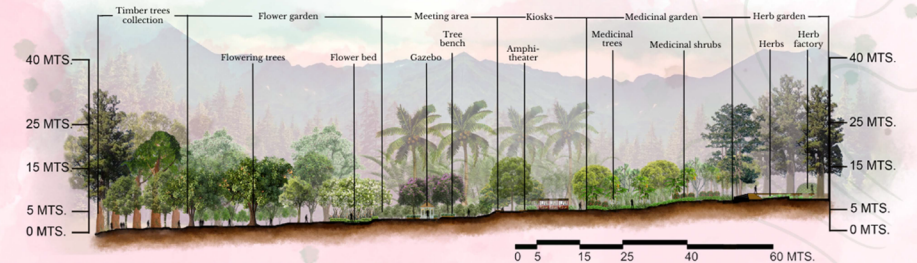 Timber trees
collection
Flower garden
Meeting area
Kiosks
Medicinal garden
Herb garden
Flowering trees
Flower bed
Gazebo
Tree
bench
Amphi-
theater
Medicinal
trees
Medicinal shrubs
Herbs
Herb
factory
40 MTS.
25 MTS.
15 MTS.
5 MTS.
0 MTS.
40 MTS.
25 MTS.
15 MTS.
5 MTS.
0 MTS.
0 5 15 25 40 60 MTS.